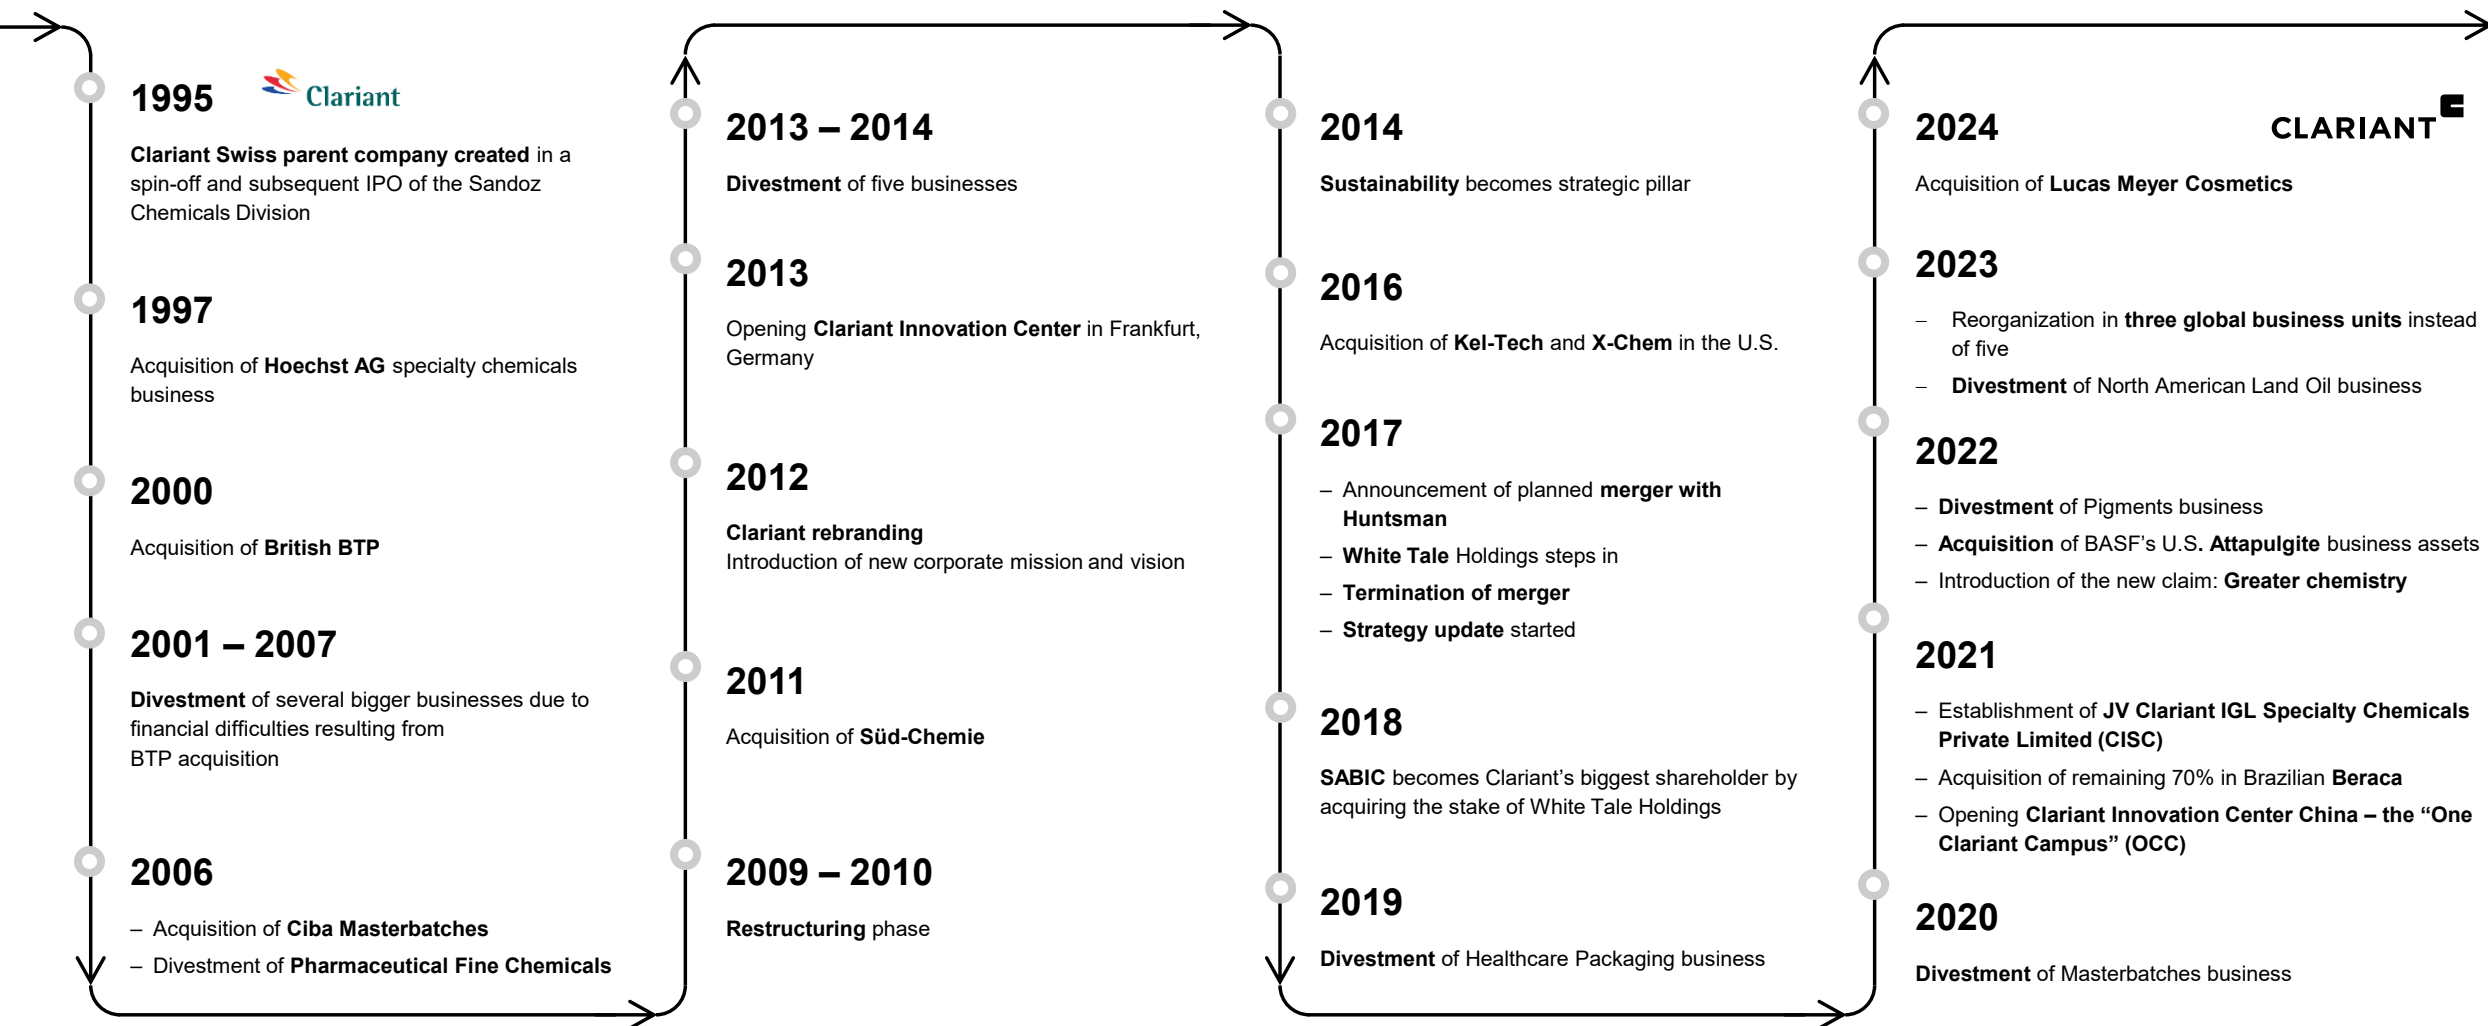 1995
Clariant
Clariant Swiss parent company created in a
spin-off and subsequent IPO of the Sandoz
Chemicals Division
1997
Acquisition of Hoechst AG specialty chemicals
business
2000
Acquisition of British BTP
2001 – 2007
Divestment of several bigger businesses due to
financial difficulties resulting from
BTP acquisition
2006
– Acquisition of Ciba Masterbatches
– Divestment of Pharmaceutical Fine Chemicals
2013 – 2014
Divestment of five businesses
2013
Opening Clariant Innovation Center in Frankfurt,
Germany
2012
Clariant rebranding
Introduction of new corporate mission and vision
2011
Acquisition of Süd-Chemie
2009 – 2010
Restructuring phase
2014
Sustainability becomes strategic pillar
2016
Acquisition of Kel-Tech and X-Chem in the U.S.
2017
– Announcement of planned merger with
Huntsman
– White Tale Holdings steps in
– Termination of merger
– Strategy update started
2018
SABIC becomes Clariant’s biggest shareholder by
acquiring the stake of White Tale Holdings
2019
Divestment of Healthcare Packaging business
2024
CLARIANT
Acquisition of Lucas Meyer Cosmetics
2023
– Reorganization in three global business units instead
of five
– Divestment of North American Land Oil business
2022
– Divestment of Pigments business
– Acquisition of BASF’s U.S. Attapulgite business assets
– Introduction of the new claim: Greater chemistry
2021
– Establishment of JV Clariant IGL Specialty Chemicals
Private Limited (CISC)
– Acquisition of remaining 70% in Brazilian Beraca
– Opening Clariant Innovation Center China – the “One
Clariant Campus” (OCC)
2020
Divestment of Masterbatches business